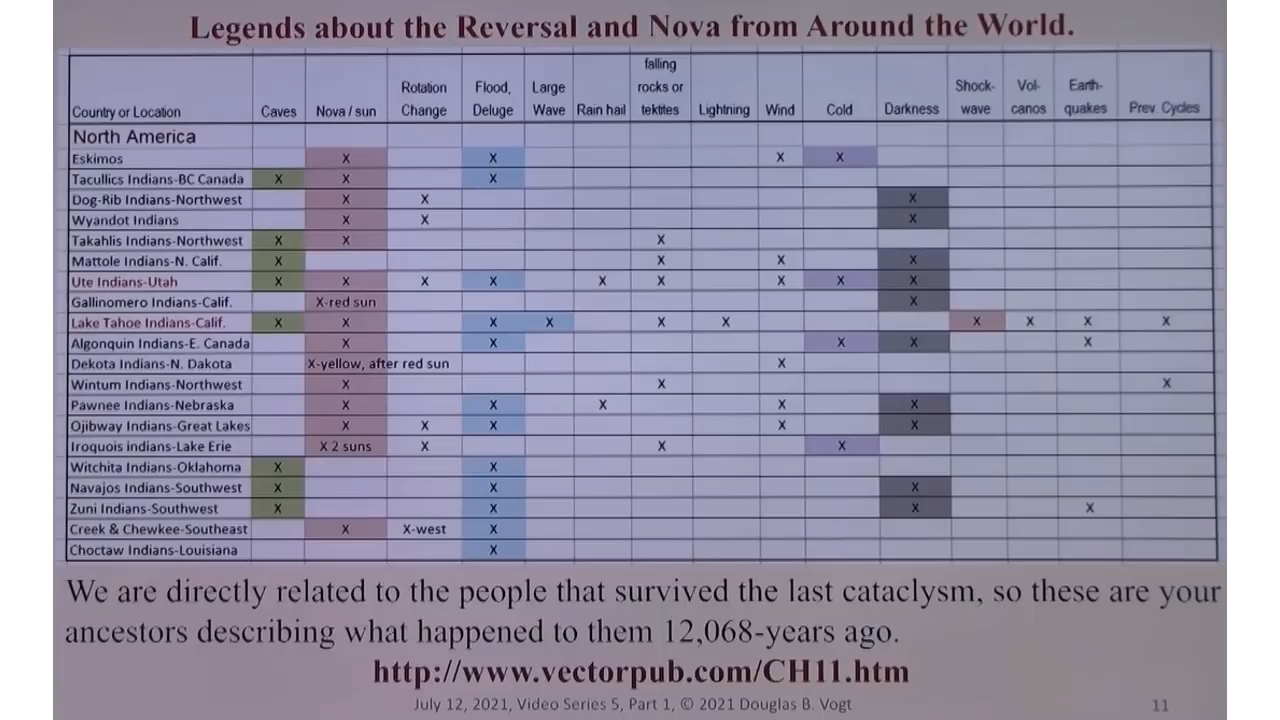 Legends about the Reversal and Nova from Around the World.
Country or Location Caves Nova / sun Rotation Change Flood, Deluge Large Wave Rain hail falling rocks or tektites Lightning Wind Cold Darkness Shock-wave Vol-canos Earth-quakes Prev. Cycles
North America
Eskimos X X X X
Tacullics Indians-BC Canada X X X
Dog-Rib Indians-Northwest X X X
Wyandot Indians X X X
Takahlis Indians-Northwest X X X
Mattole Indians-N. Calif. X X X X
Ute Indians-Utah X X X X X X X X X
Gallinomero Indians-Calif. X-red sun X
Lake Tahoe Indians-Calif. X X X X X X X X X X
Algonquin Indians-E. Canada X X X X X
Dekota Indians-N. Dakota X-yellow, after red sun X
Wintum Indians-Northwest X X X
Pawnee Indians-Nebraska X X X X X
Ojibway Indians-Great Lakes X X X X X
Iroquois indians-Lake Erie X 2 suns X X X
Witchita Indians-Oklahoma X X
Navajos Indians-Southwest X X X
Zuni Indians-Southwest X X X X
Creek & Chewkee-Southeast X X-west X
Choctaw Indians-Louisiana X
We are directly related to the people that survived the last cataclysm, so these are your
ancestors describing what happened to them 12,068-years ago.
http://www.vectorpub.com/CH11.htm
July 12, 2021, Video Series 5, Part 1, © 2021 Douglas B. Vogt 11